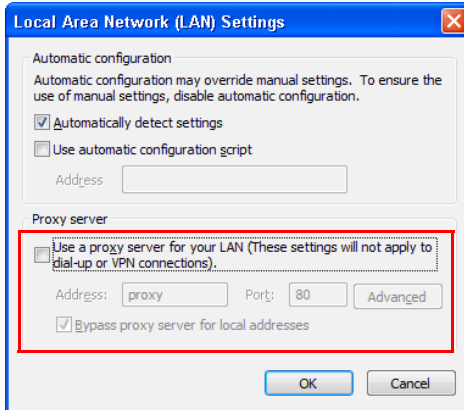 Local Area Network (LAN) Settings
Automatic configuration
Automatic configuration may override manual settings. To ensure the
use of manual settings, disable automatic configuration.
Automatically detect settings
Use automatic configuration script
Address
Proxy server
Use a proxy server for your LAN (These settings will not apply to
dial-up or VPN connections).
Address: proxy Port: 80 Advanced
Bypass proxy server for local addresses
OK Cancel